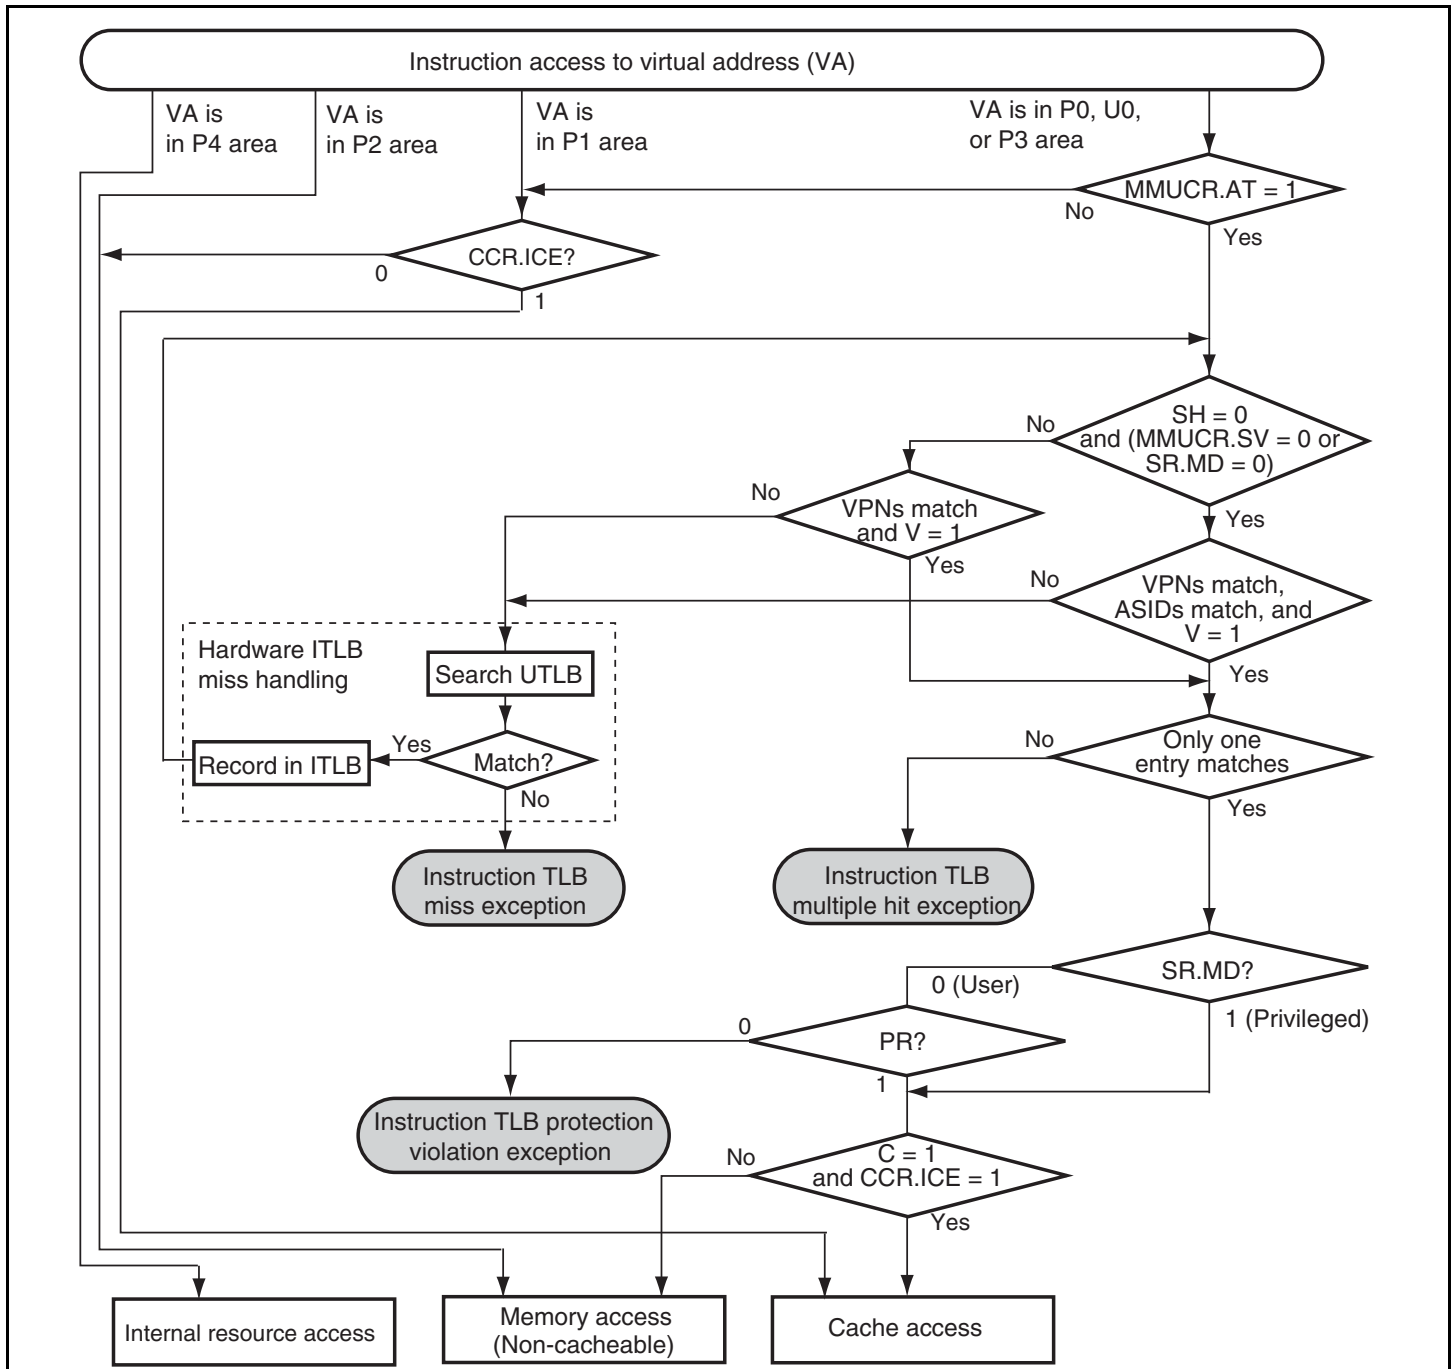 Instruction access to virtual address (VA)
VA is
in P4 area
VA is
in P2 area
VA is
in P1 area
VA is in P0, U0,
or P3 area
MMUCR.AT = 1
No
Yes
CCR.ICE?
0
1
SH = 0
and (MMUCR.SV = 0 or
SR.MD = 0)
No
Yes
VPNs match
and V = 1
No
Yes
VPNs match,
ASIDs match, and
V = 1
No
Yes
Hardware ITLB
miss handling
Search UTLB
Match?
Yes
No
Record in ITLB
Only one
entry matches
No
Yes
Instruction TLB
miss exception
Instruction TLB
multiple hit exception
SR.MD?
0 (User)
1 (Privileged)
PR?
0
1
Instruction TLB protection
violation exception
C = 1
and CCR.ICE = 1
No
Yes
Internal resource access
Memory access
(Non-cacheable)
Cache access